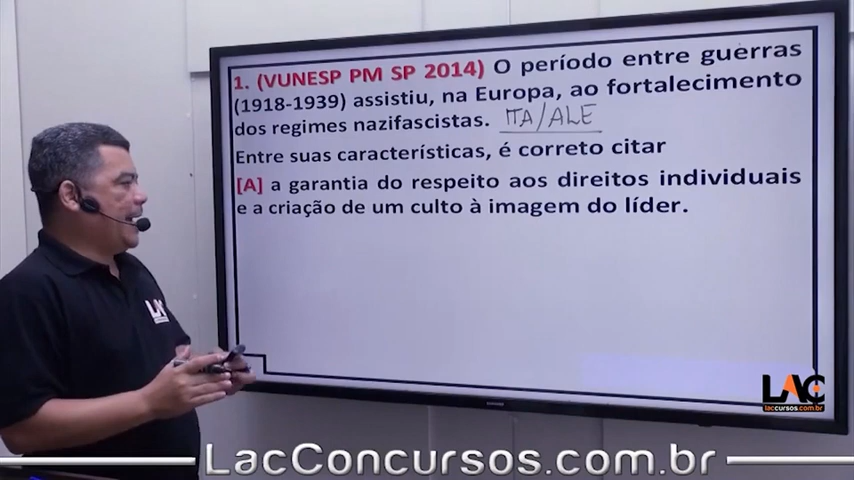 1. (VUNESP PM SP 2014) O período entre guerras
(1918-1939) assistiu, na Europa, ao fortalecimento
dos regimes nazifascistas. ITA/ALE
Entre suas características, é correto citar
[A] a garantia do respeito aos direitos individuais
e a criação de um culto à imagem do líder.
LAC
LAC
laccursos.com.br
LacConcursos.com.br